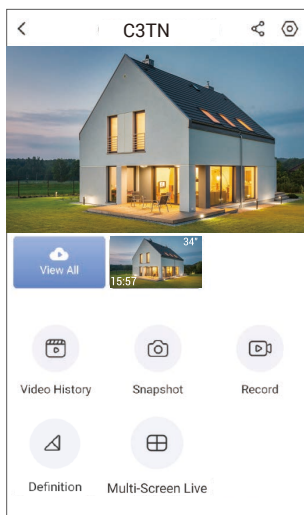 C3TN
View All
34"
15:57
Video History
Snapshot
Record
Definition
Multi-Screen Live